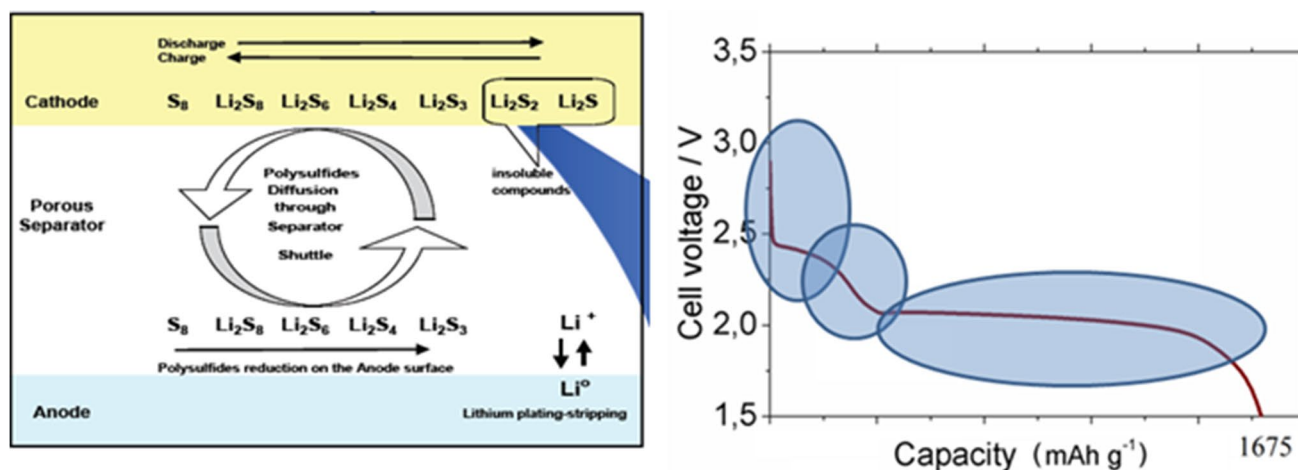 Discharge
Charge
Cathode
S₈ Li₂S₈ Li₂S₆ Li₂S₄ Li₂S₃ Li₂S₂ Li₂S
Polysulfides
Diffusion
through
Separator
Shuttle
insoluble
compounds
Porous
Separator
S₈ Li₂S₈ Li₂S₆ Li₂S₄ Li₂S₃
Polysulfides reduction on the Anode surface
Li⁺
Li⁰
Lithium plating-stripping
Anode
Cell voltage / V
3,5
3,0
2,5
2,0
1,5
Capacity (mAh g⁻¹)
1675